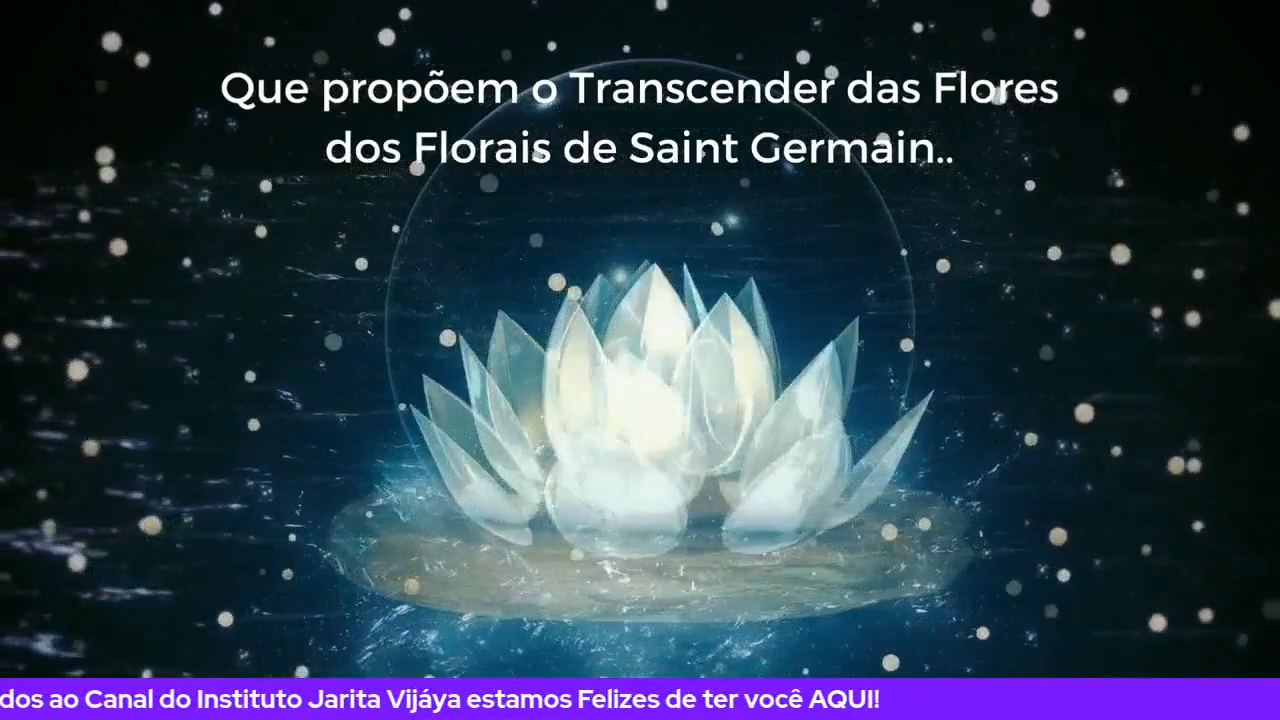 Que propõem o Transcender das Flores
dos Florais de Saint Germain..
dos ao Canal do Instituto Jarita Vijáya estamos Felizes de ter você AQUI!